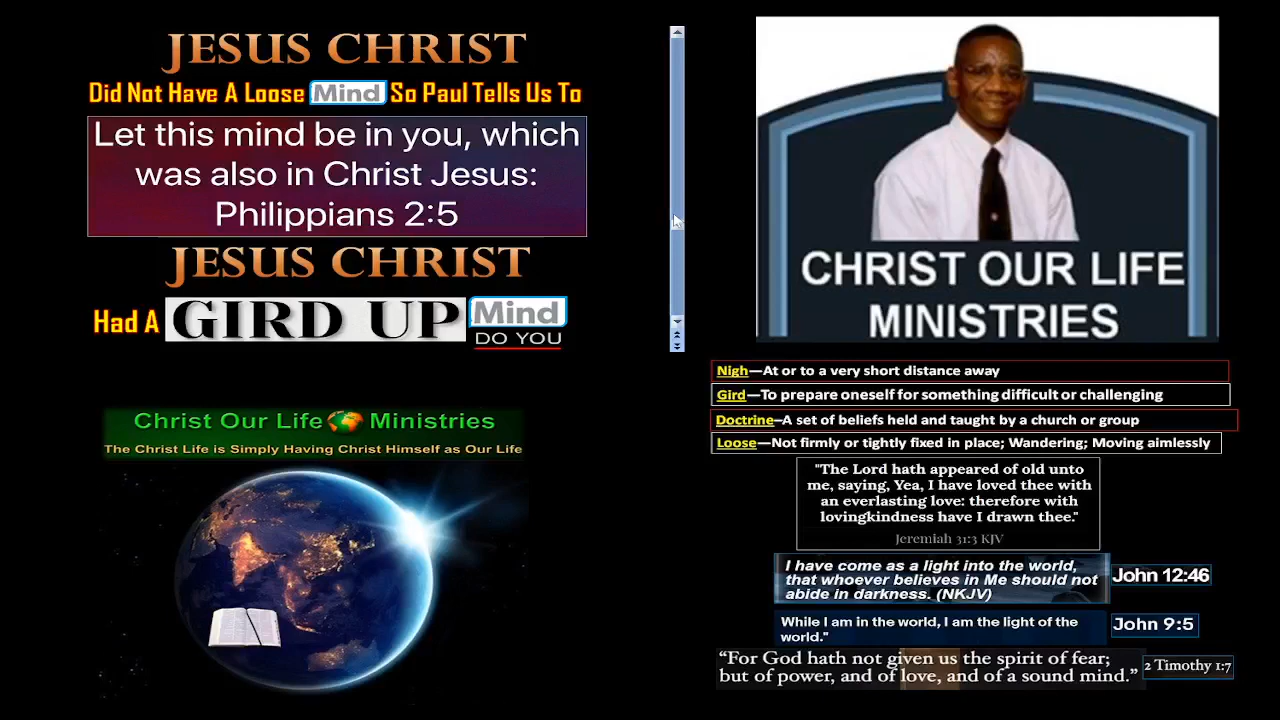 JESUS CHRIST
Did Not Have A Loose Mind So Paul Tells Us To
Let this mind be in you, which
was also in Christ Jesus:
Philippians 2:5
JESUS CHRIST
Had A GIRD UP Mind
DO YOU
Christ Our Life Ministries
The Christ Life is Simply Having Christ Himself as Our Life
CHRIST OUR LIFE
MINISTRIES
Nigh—At or to a very short distance away
Gird—To prepare oneself for something difficult or challenging
Doctrine–A set of beliefs held and taught by a church or group
Loose—Not firmly or tightly fixed in place; Wandering; Moving aimlessly
"The Lord hath appeared of old unto
me, saying, Yea, I have loved thee with
an everlasting love: therefore with
lovingkindness have I drawn thee."
Jeremiah 31:3 KJV
I have come as a light into the world,
that whoever believes in Me should not
abide in darkness. (NKJV)
John 12:46
While I am in the world, I am the light of the
world."
John 9:5
“For God hath not given us the spirit of fear;
but of power, and of love, and of a sound mind.”
2 Timothy 1:7